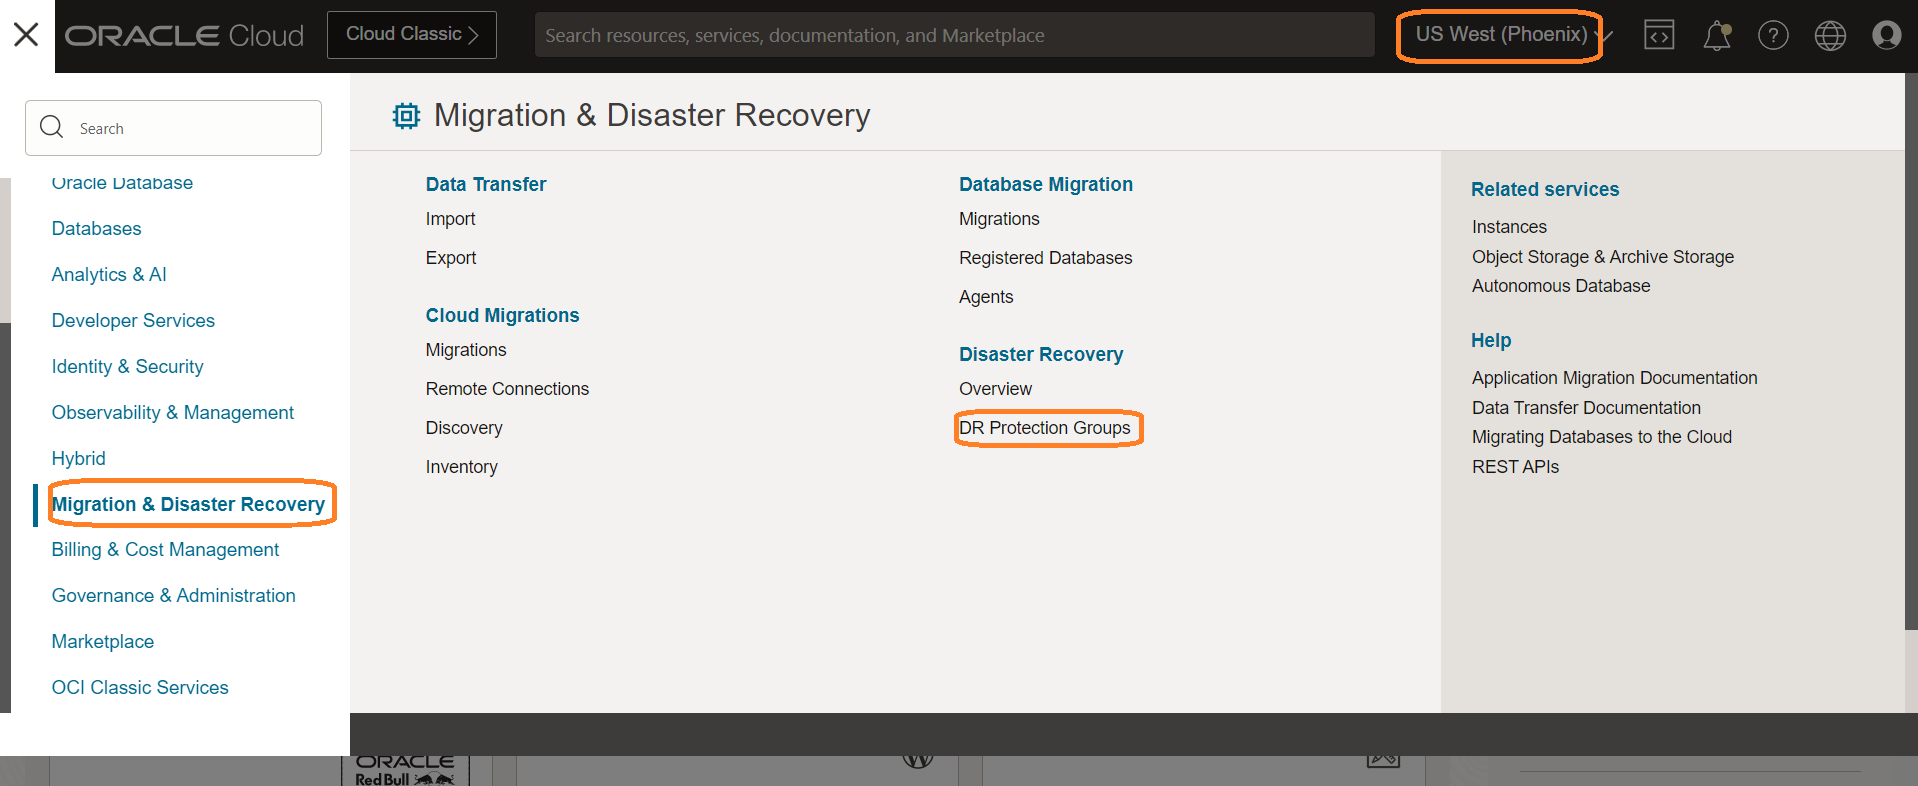 ORACLE Cloud
Cloud Classic
Search resources, services, documentation, and Marketplace
US West (Phoenix)
Search
Oracle Database
Databases
Analytics & AI
Developer Services
Identity & Security
Observability & Management
Hybrid
Migration & Disaster Recovery
Billing & Cost Management
Governance & Administration
Marketplace
OCI Classic Services
Migration & Disaster Recovery
Data Transfer
Import
Export
Cloud Migrations
Migrations
Remote Connections
Discovery
Inventory
Database Migration
Migrations
Registered Databases
Agents
Disaster Recovery
Overview
DR Protection Groups
Related services
Instances
Object Storage & Archive Storage
Autonomous Database
Help
Application Migration Documentation
Data Transfer Documentation
Migrating Databases to the Cloud
REST APIs
ORACLE
Red Bull